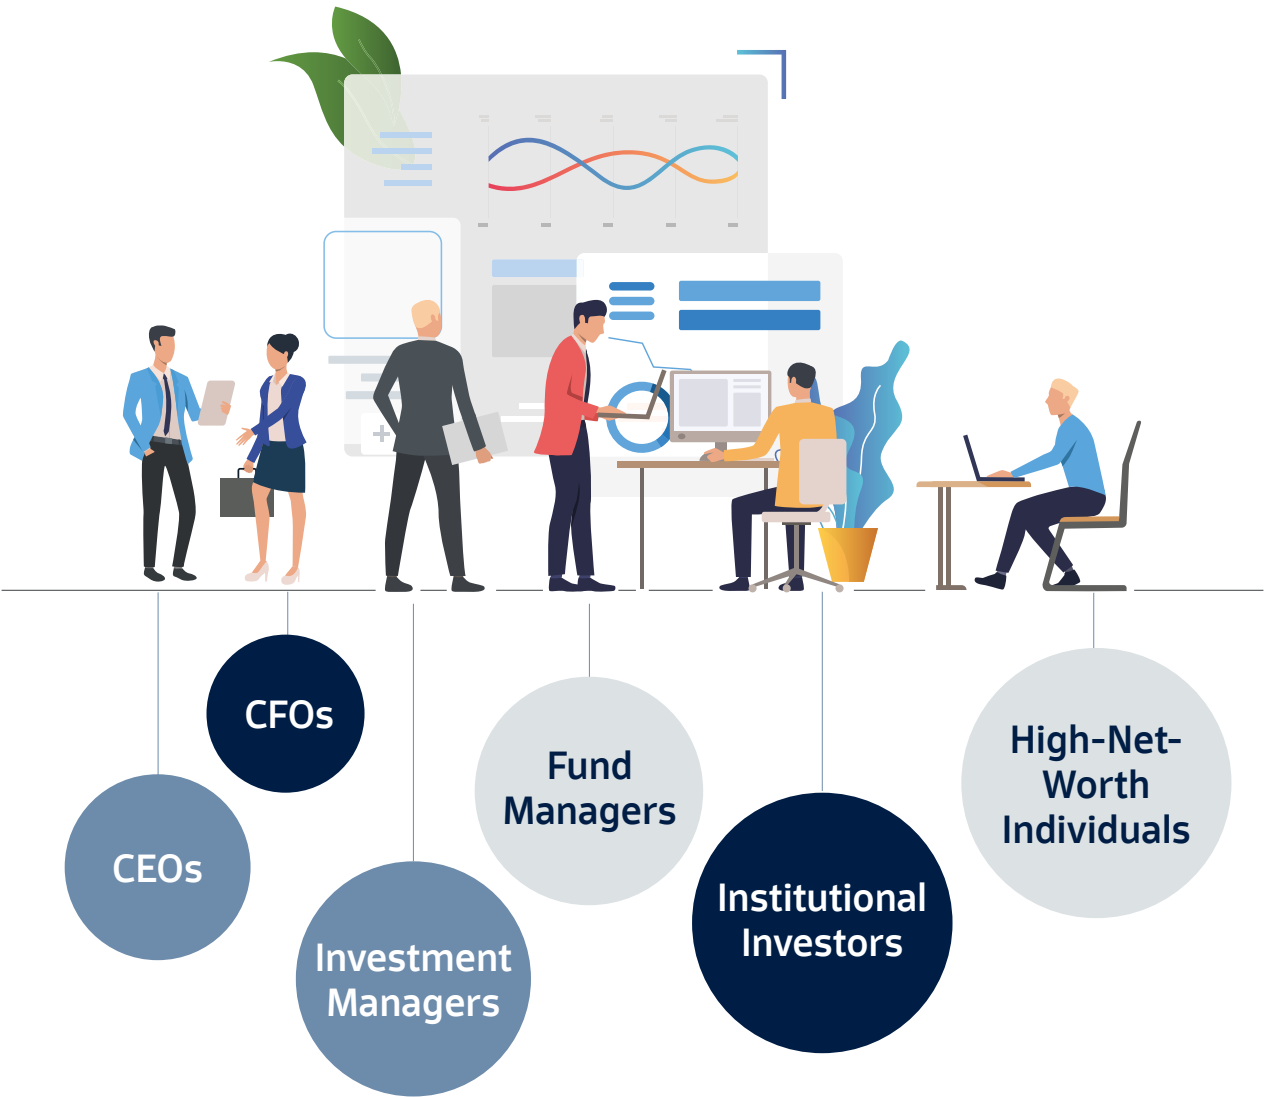 CFOs
CEOs
Investment
Managers
Fund
Managers
Institutional
Investors
High-Net-
Worth
Individuals